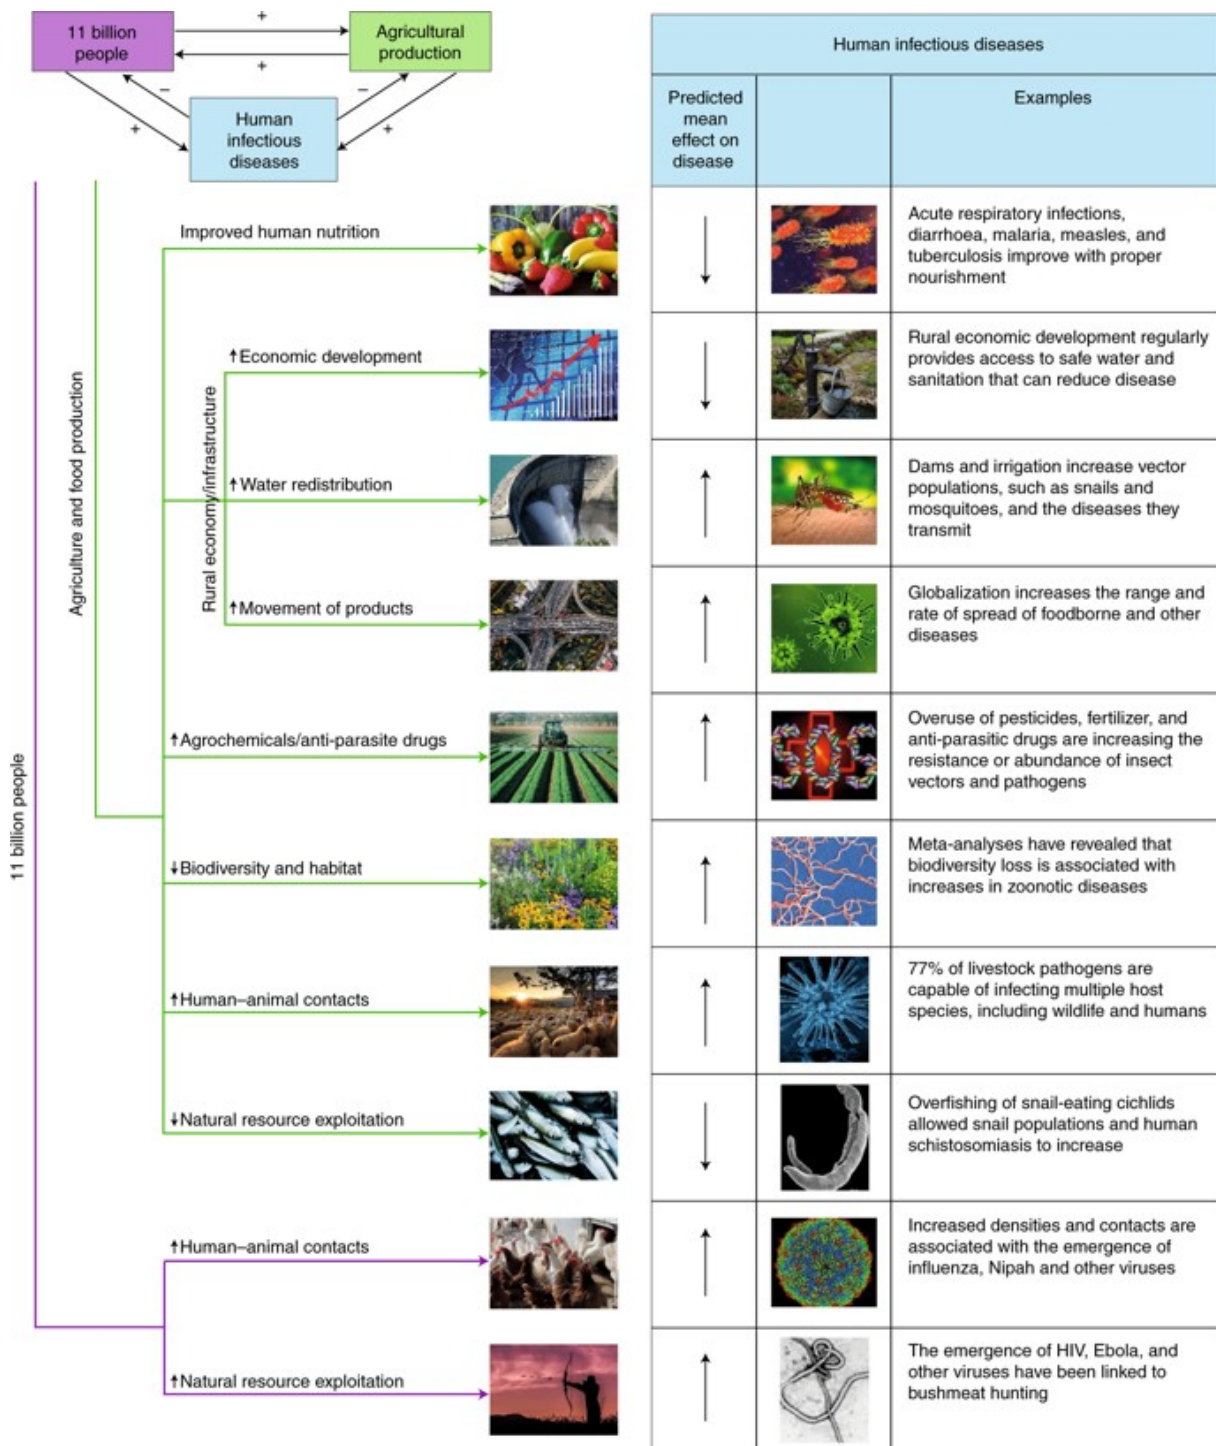 11 billion
people
+
+
Agricultural
production
−
−
+
+
Human
infectious
diseases
Human infectious diseases
Predicted
mean
effect on
disease
Examples
11 billion people
Agriculture and food production
Rural economy/infrastructure
Improved human nutrition
↓
Acute respiratory infections,
diarrhoea, malaria, measles, and
tuberculosis improve with proper
nourishment
↑Economic development
↓
Rural economic development regularly
provides access to safe water and
sanitation that can reduce disease
↑Water redistribution
↑
Dams and irrigation increase vector
populations, such as snails and
mosquitoes, and the diseases they
transmit
↑Movement of products
↑
Globalization increases the range and
rate of spread of foodborne and other
diseases
↑Agrochemicals/anti-parasite drugs
↑
SOS
Overuse of pesticides, fertilizer, and
anti-parasitic drugs are increasing the
resistance or abundance of insect
vectors and pathogens
↓Biodiversity and habitat
↑
Meta-analyses have revealed that
biodiversity loss is associated with
increases in zoonotic diseases
↑Human–animal contacts
↑
77% of livestock pathogens are
capable of infecting multiple host
species, including wildlife and humans
↓Natural resource exploitation
↓
Overfishing of snail-eating cichlids
allowed snail populations and human
schistosomiasis to increase
↑Human–animal contacts
↑
Increased densities and contacts are
associated with the emergence of
influenza, Nipah and other viruses
↑Natural resource exploitation
↑
The emergence of HIV, Ebola, and
other viruses have been linked to
bushmeat hunting